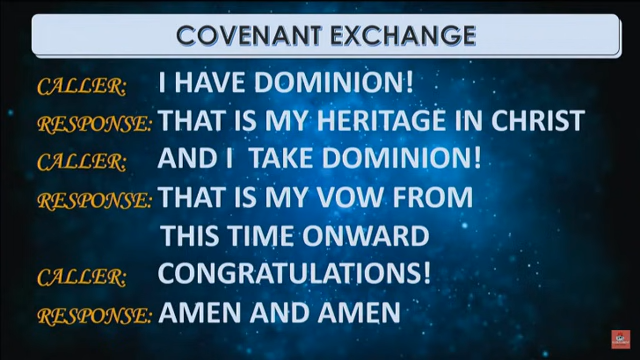 COVENANT EXCHANGE
CALLER: I HAVE DOMINION!
RESPONSE: THAT IS MY HERITAGE IN CHRIST
CALLER: AND I TAKE DOMINION!
RESPONSE: THAT IS MY VOW FROM
THIS TIME ONWARD
CALLER: CONGRATULATIONS!
RESPONSE: AMEN AND AMEN